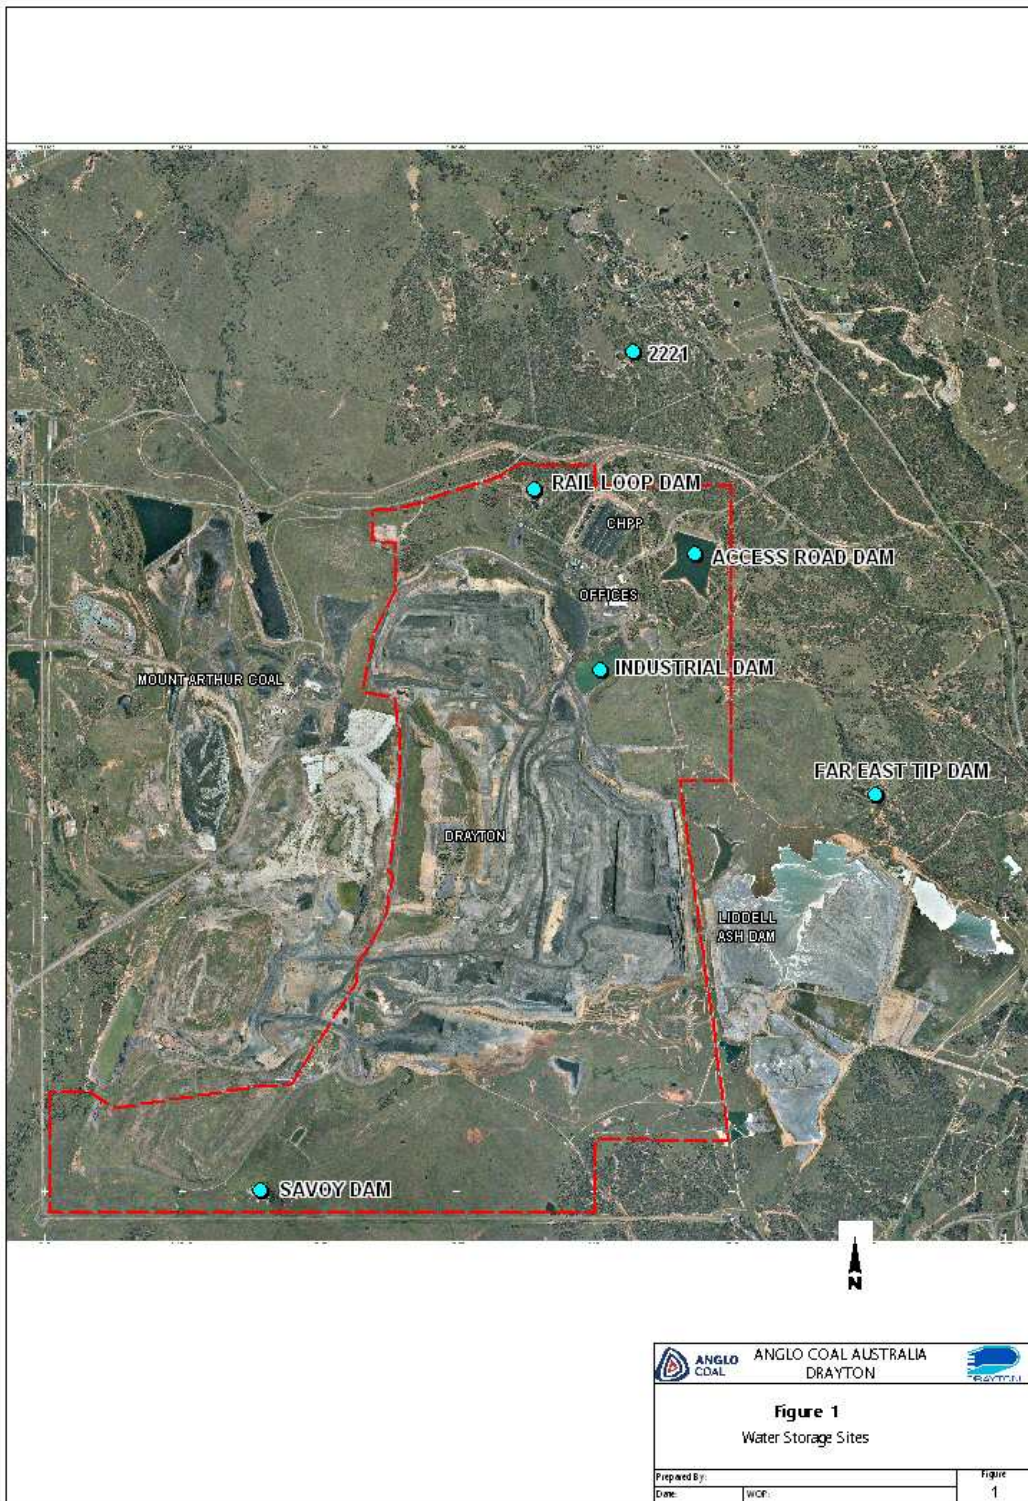 2221
RAIL LOOP DAM
CHPP
ACCESS ROAD DAM
OFFICES
INDUSTRIAL DAM
MOUNT ARTHUR COAL
FAR EAST TIP DAM
DRAYTON
LIDDELL
ASH DAM
SAVOY DAM
N
ANGLO
COAL
ANGLO COAL AUSTRALIA
DRAYTON
DRAYTON
Figure 1
Water Storage Sites
Prepared By:
Figure
Date:
WOP:
1